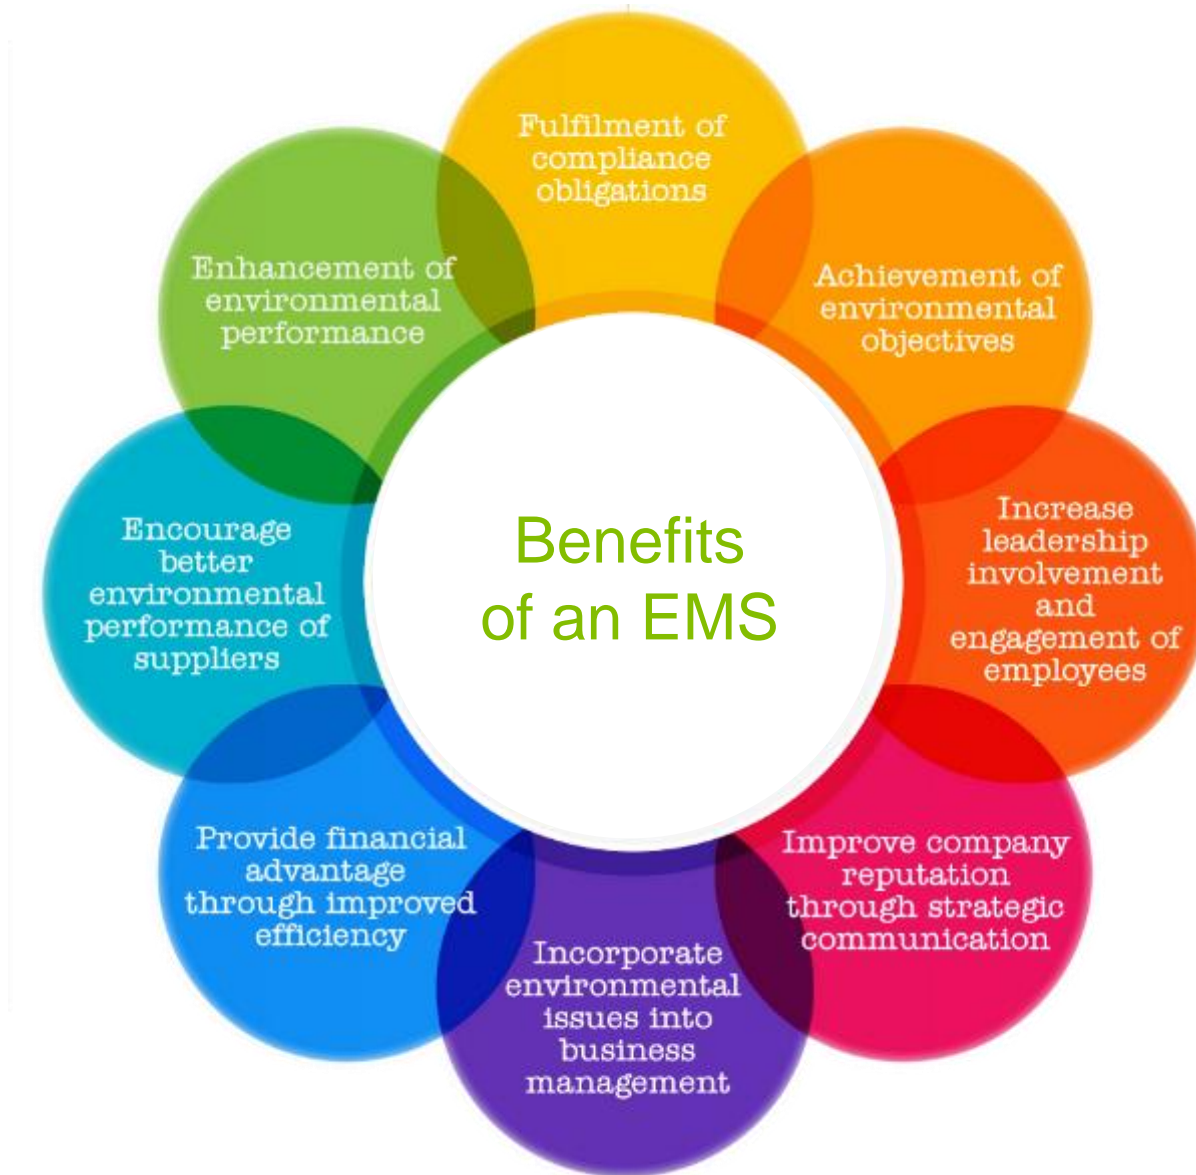 Fulfilment of
compliance
obligations
Achievement of
environmental
objectives
Increase
leadership
involvement
and
engagement of
employees
Improve company
reputation
through strategic
communication
Incorporate
environmental
issues into
business
management
Provide financial
advantage
through improved
efficiency
Encourage
better
environmental
performance of
suppliers
Enhancement of
environmental
performance
Benefits
of an EMS